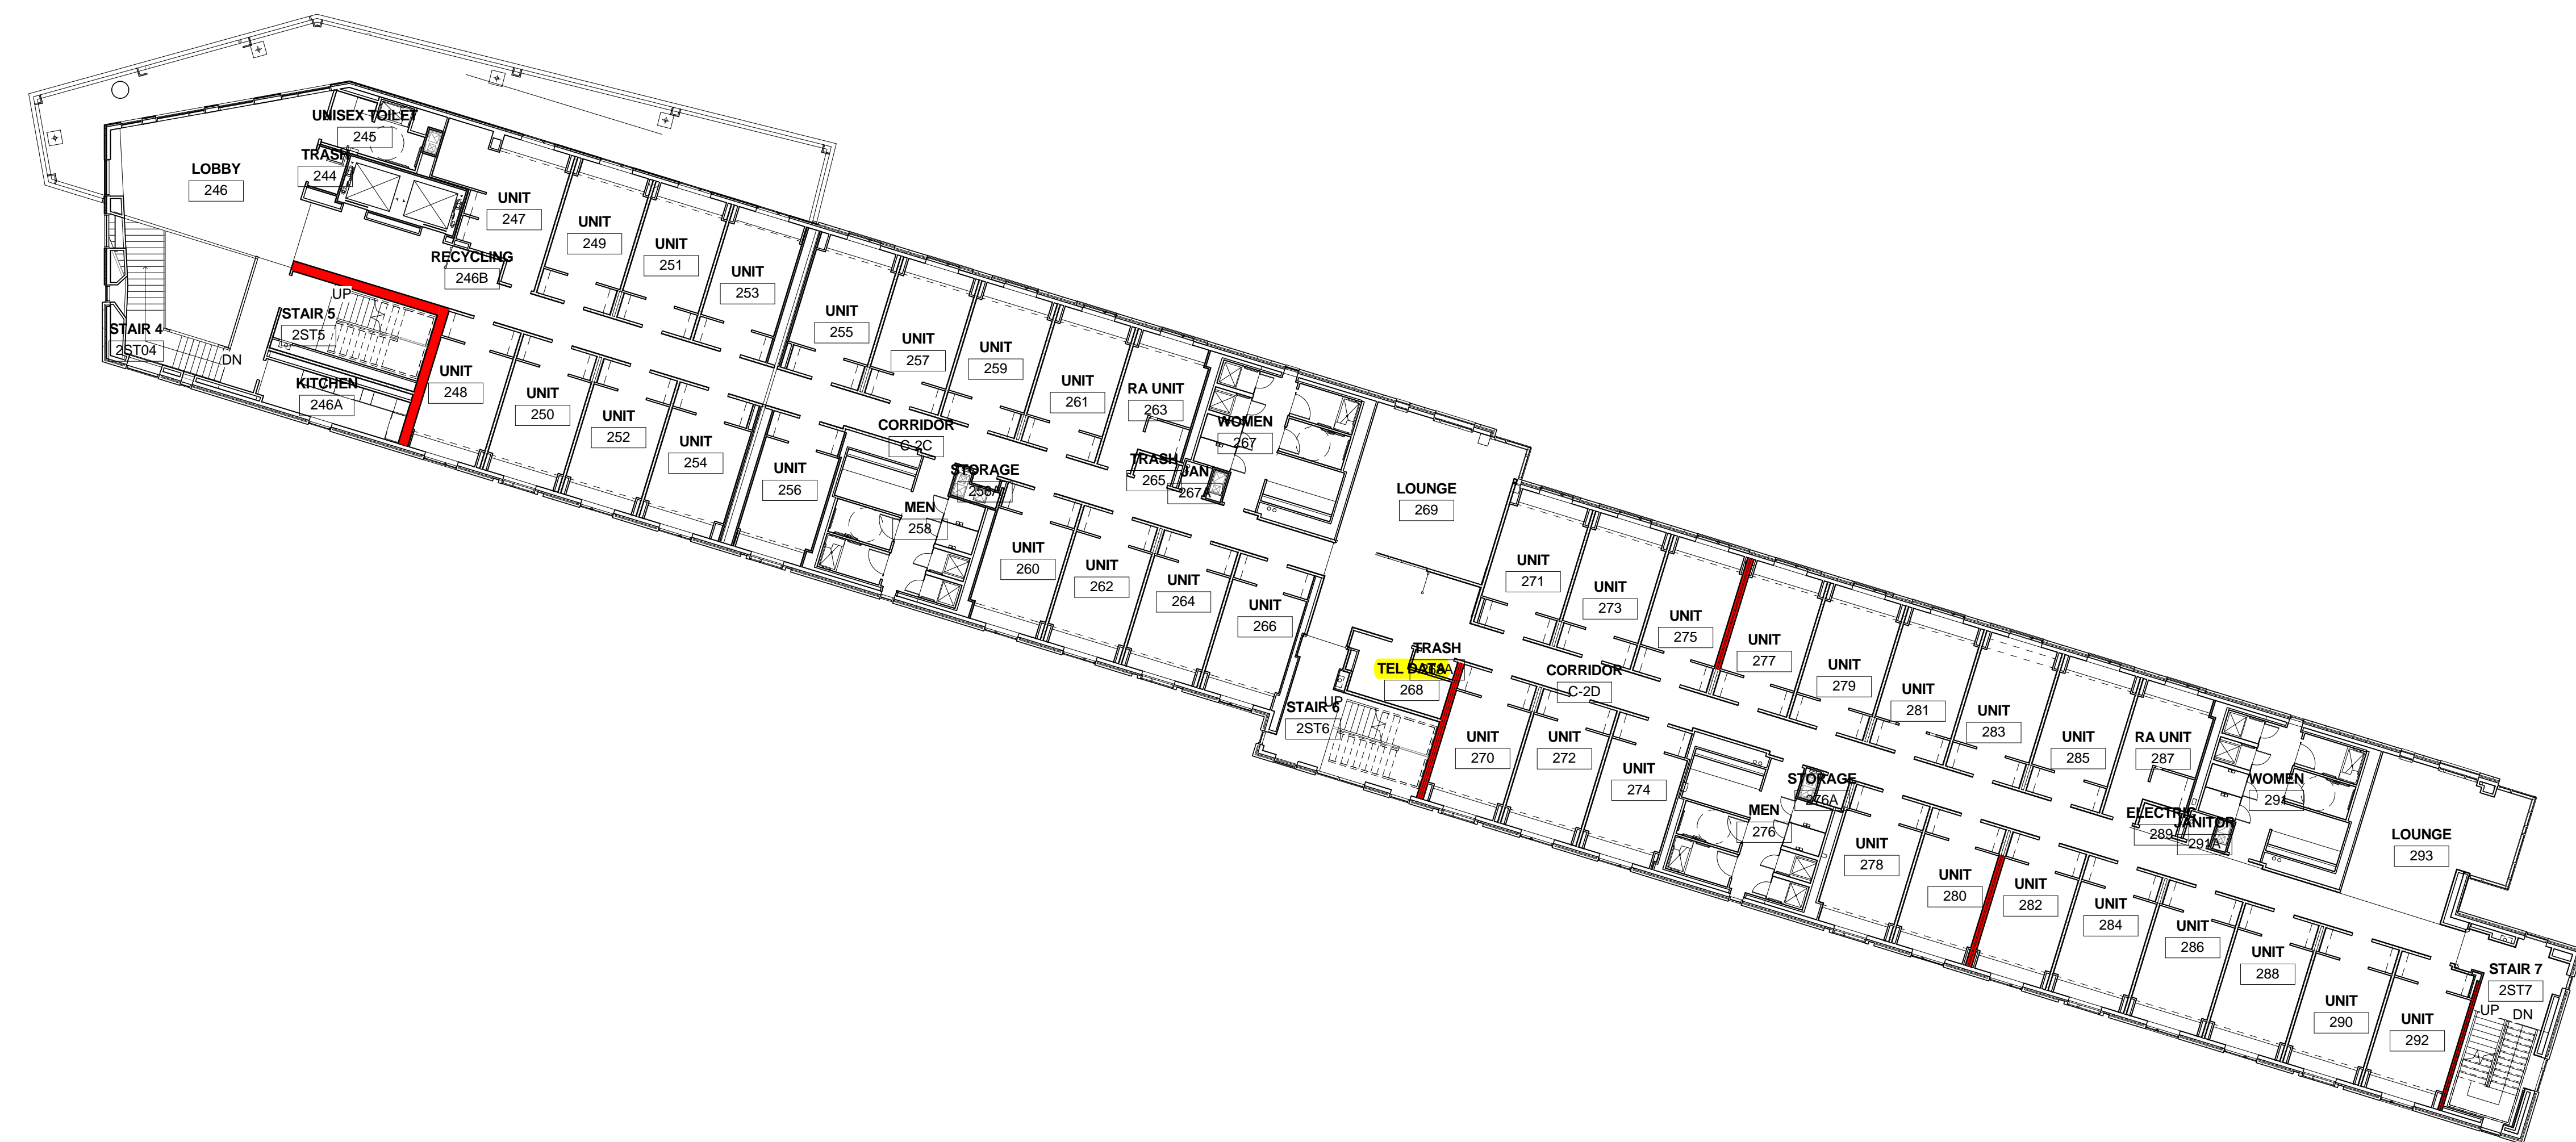 UNISEX TOILET
245
TRASH
244
LOBBY
246
UNIT
247
UNIT
249
UNIT
251
UNIT
253
RECYCLING
246B
UP
STAIR 5
2ST5
STAIR 4
2ST04
DN
KITCHEN
246A
UNIT
248
UNIT
250
UNIT
252
UNIT
254
UNIT
255
UNIT
257
UNIT
259
UNIT
261
RA UNIT
263
WOMEN
267
CORRIDOR
C-2C
UNIT
256
STORAGE
258A
MEN
258
TRASH
265
JAN
267A
UNIT
260
UNIT
262
UNIT
264
UNIT
266
LOUNGE
269
UNIT
271
UNIT
273
UNIT
275
UNIT
277
UNIT
279
UNIT
281
UNIT
283
UNIT
285
RA UNIT
287
TRASH
TEL DATA
268
STAIR 6
2ST6
UP
CORRIDOR
C-2D
UNIT
270
UNIT
272
UNIT
274
STORAGE
276A
MEN
276
UNIT
278
UNIT
280
UNIT
282
UNIT
284
UNIT
286
UNIT
288
UNIT
290
UNIT
292
WOMEN
291
ELECTRIC
289
JANITOR
291A
LOUNGE
293
STAIR 7
2ST7
UP
DN